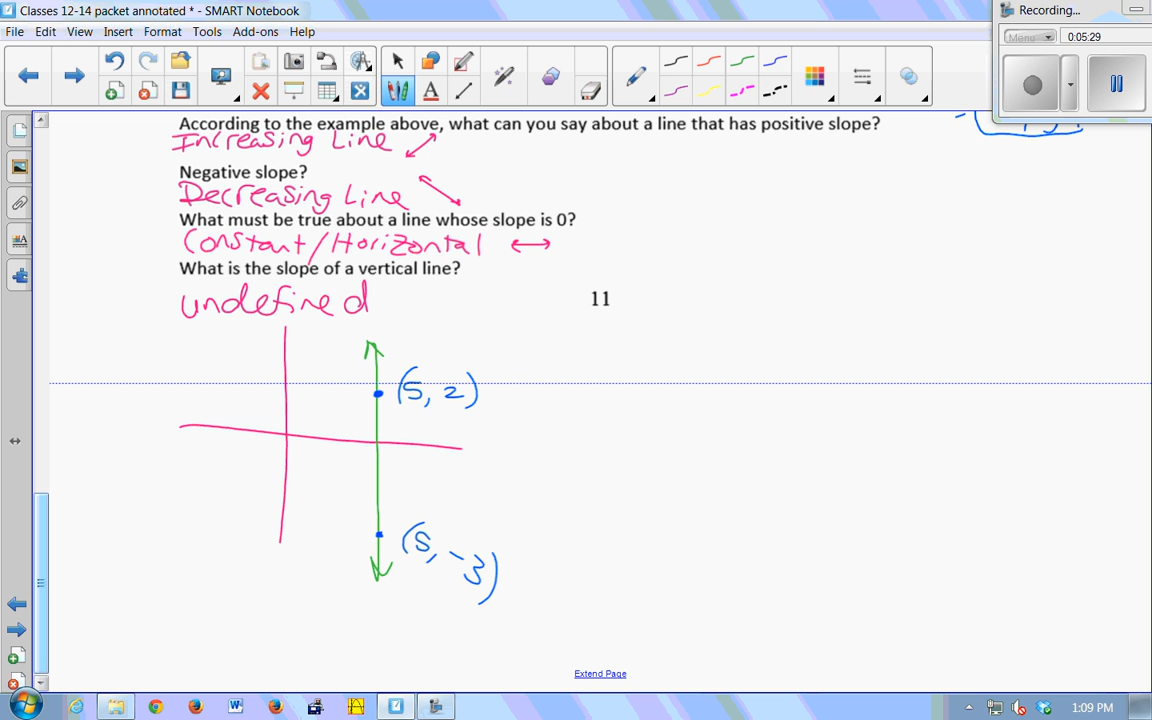 Classes 12-14 packet annotated * - SMART Notebook
Recording...
File Edit View Insert Format Tools Add-ons Help
Menu
0:05:29
According to the example above, what can you say about a line that has positive slope?
Increasing Line
Negative slope?
Decreasing Line
What must be true about a line whose slope is 0?
Constant/Horizontal
What is the slope of a vertical line?
undefined
11
(5, 2)
(5, -3)
Extend Page
1:09 PM